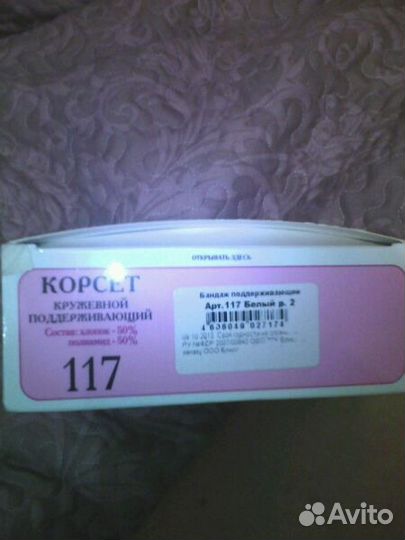 ОТКРЫВАТЬ ЗДЕСЬ
КОРСЕТ
КРУЖЕВНОЙ
ПОДДЕРЖИВАЮЩИЙ
Состав: хлопок - 50%
полиамид - 50%
117
Бандаж поддерживающий
Арт.117 Белый р. 2
4 606049 027174
Avito